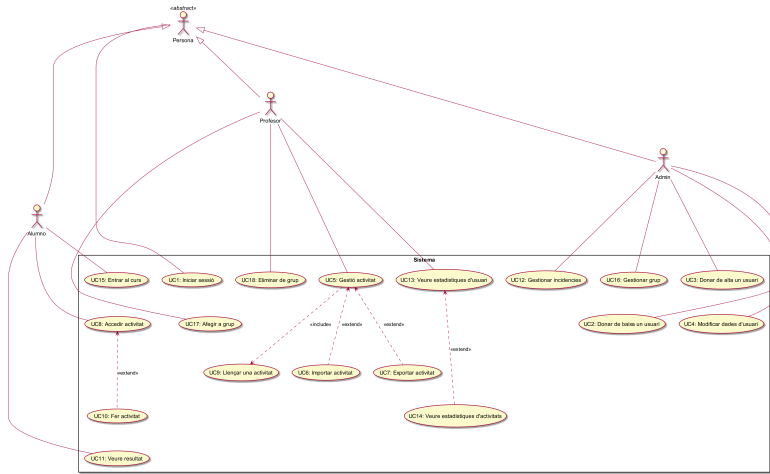 «abstract»
Persona
Profesor
Admin
Alumno
Sistema
UC15: Entrar al curs
UC1: Iniciar sessió
UC18: Eliminar de grup
UC5: Gestió activitat
UC13: Veure estadístiques d'usuari
UC12: Gestionar incidències
UC16: Gestionar grup
UC3: Donar de alta un usuari
UC8: Accedir activitat
UC17: Afegir a grup
«include»
«extend»
«extend»
UC2: Donar de baixa un usuari
UC4: Modificar dades d'usuari
«extend»
UC9: Llençar una activitat
UC6: Importar activitat
UC7: Exportar activitat
«extend»
UC10: Fer activitat
UC14: Veure estadístiques d'activitats
UC11: Veure resultat